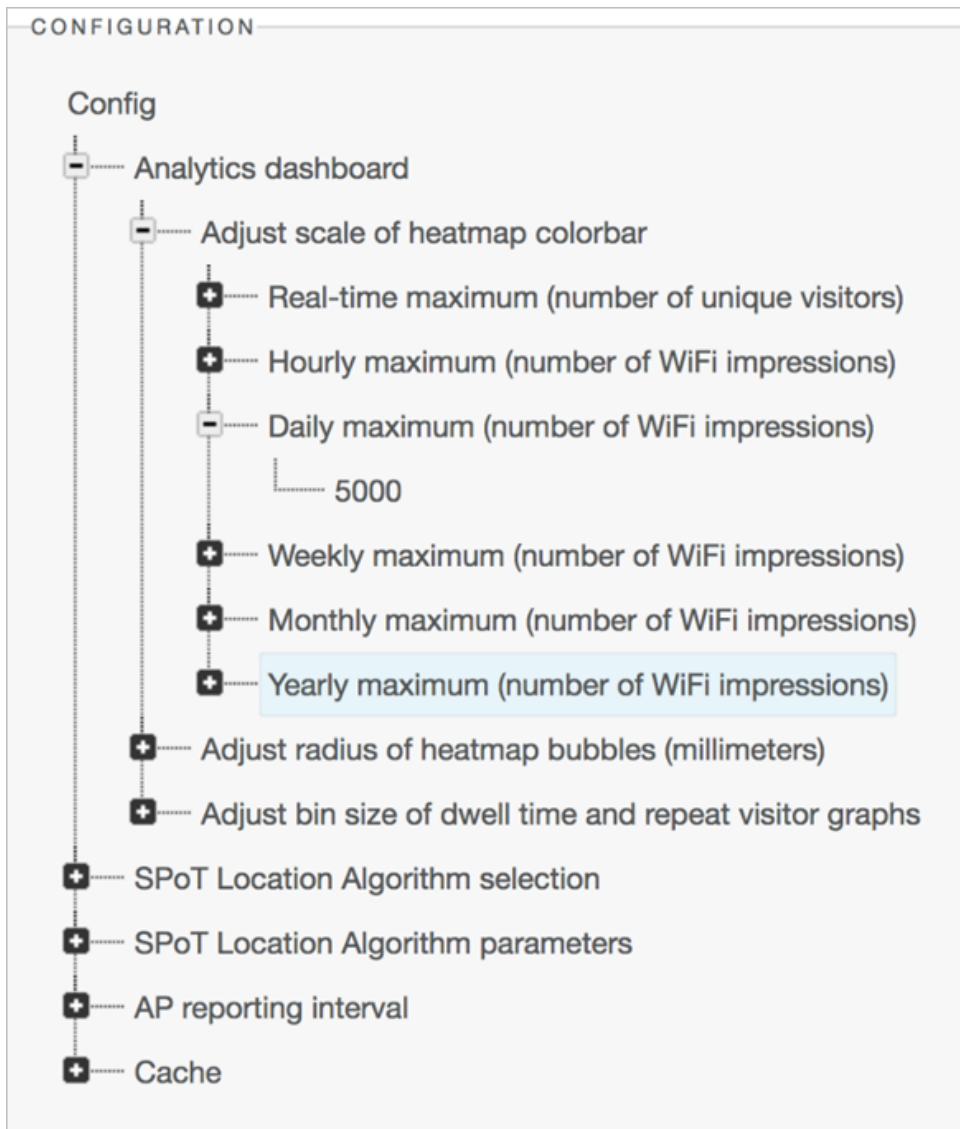 CONFIGURATION
Config
Analytics dashboard
Adjust scale of heatmap colorbar
Real-time maximum (number of unique visitors)
Hourly maximum (number of WiFi impressions)
Daily maximum (number of WiFi impressions)
5000
Weekly maximum (number of WiFi impressions)
Monthly maximum (number of WiFi impressions)
Yearly maximum (number of WiFi impressions)
Adjust radius of heatmap bubbles (millimeters)
Adjust bin size of dwell time and repeat visitor graphs
SPoT Location Algorithm selection
SPoT Location Algorithm parameters
AP reporting interval
Cache